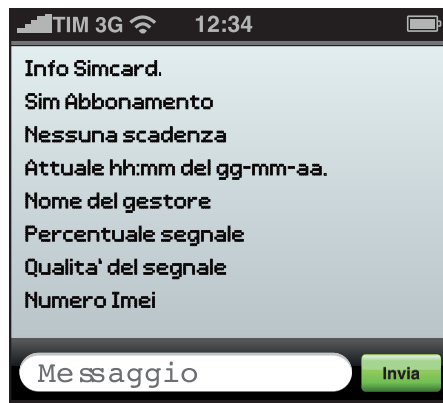 TIM 3G 12:34
Info Simcard.
Sim Abbonamento
Nessuna scadenza
Attuale hh:mm del gg-mm-aa.
Nome del gestore
Percentuale segnale
Qualita' del segnale
Numero Imei
Messaggio Invia